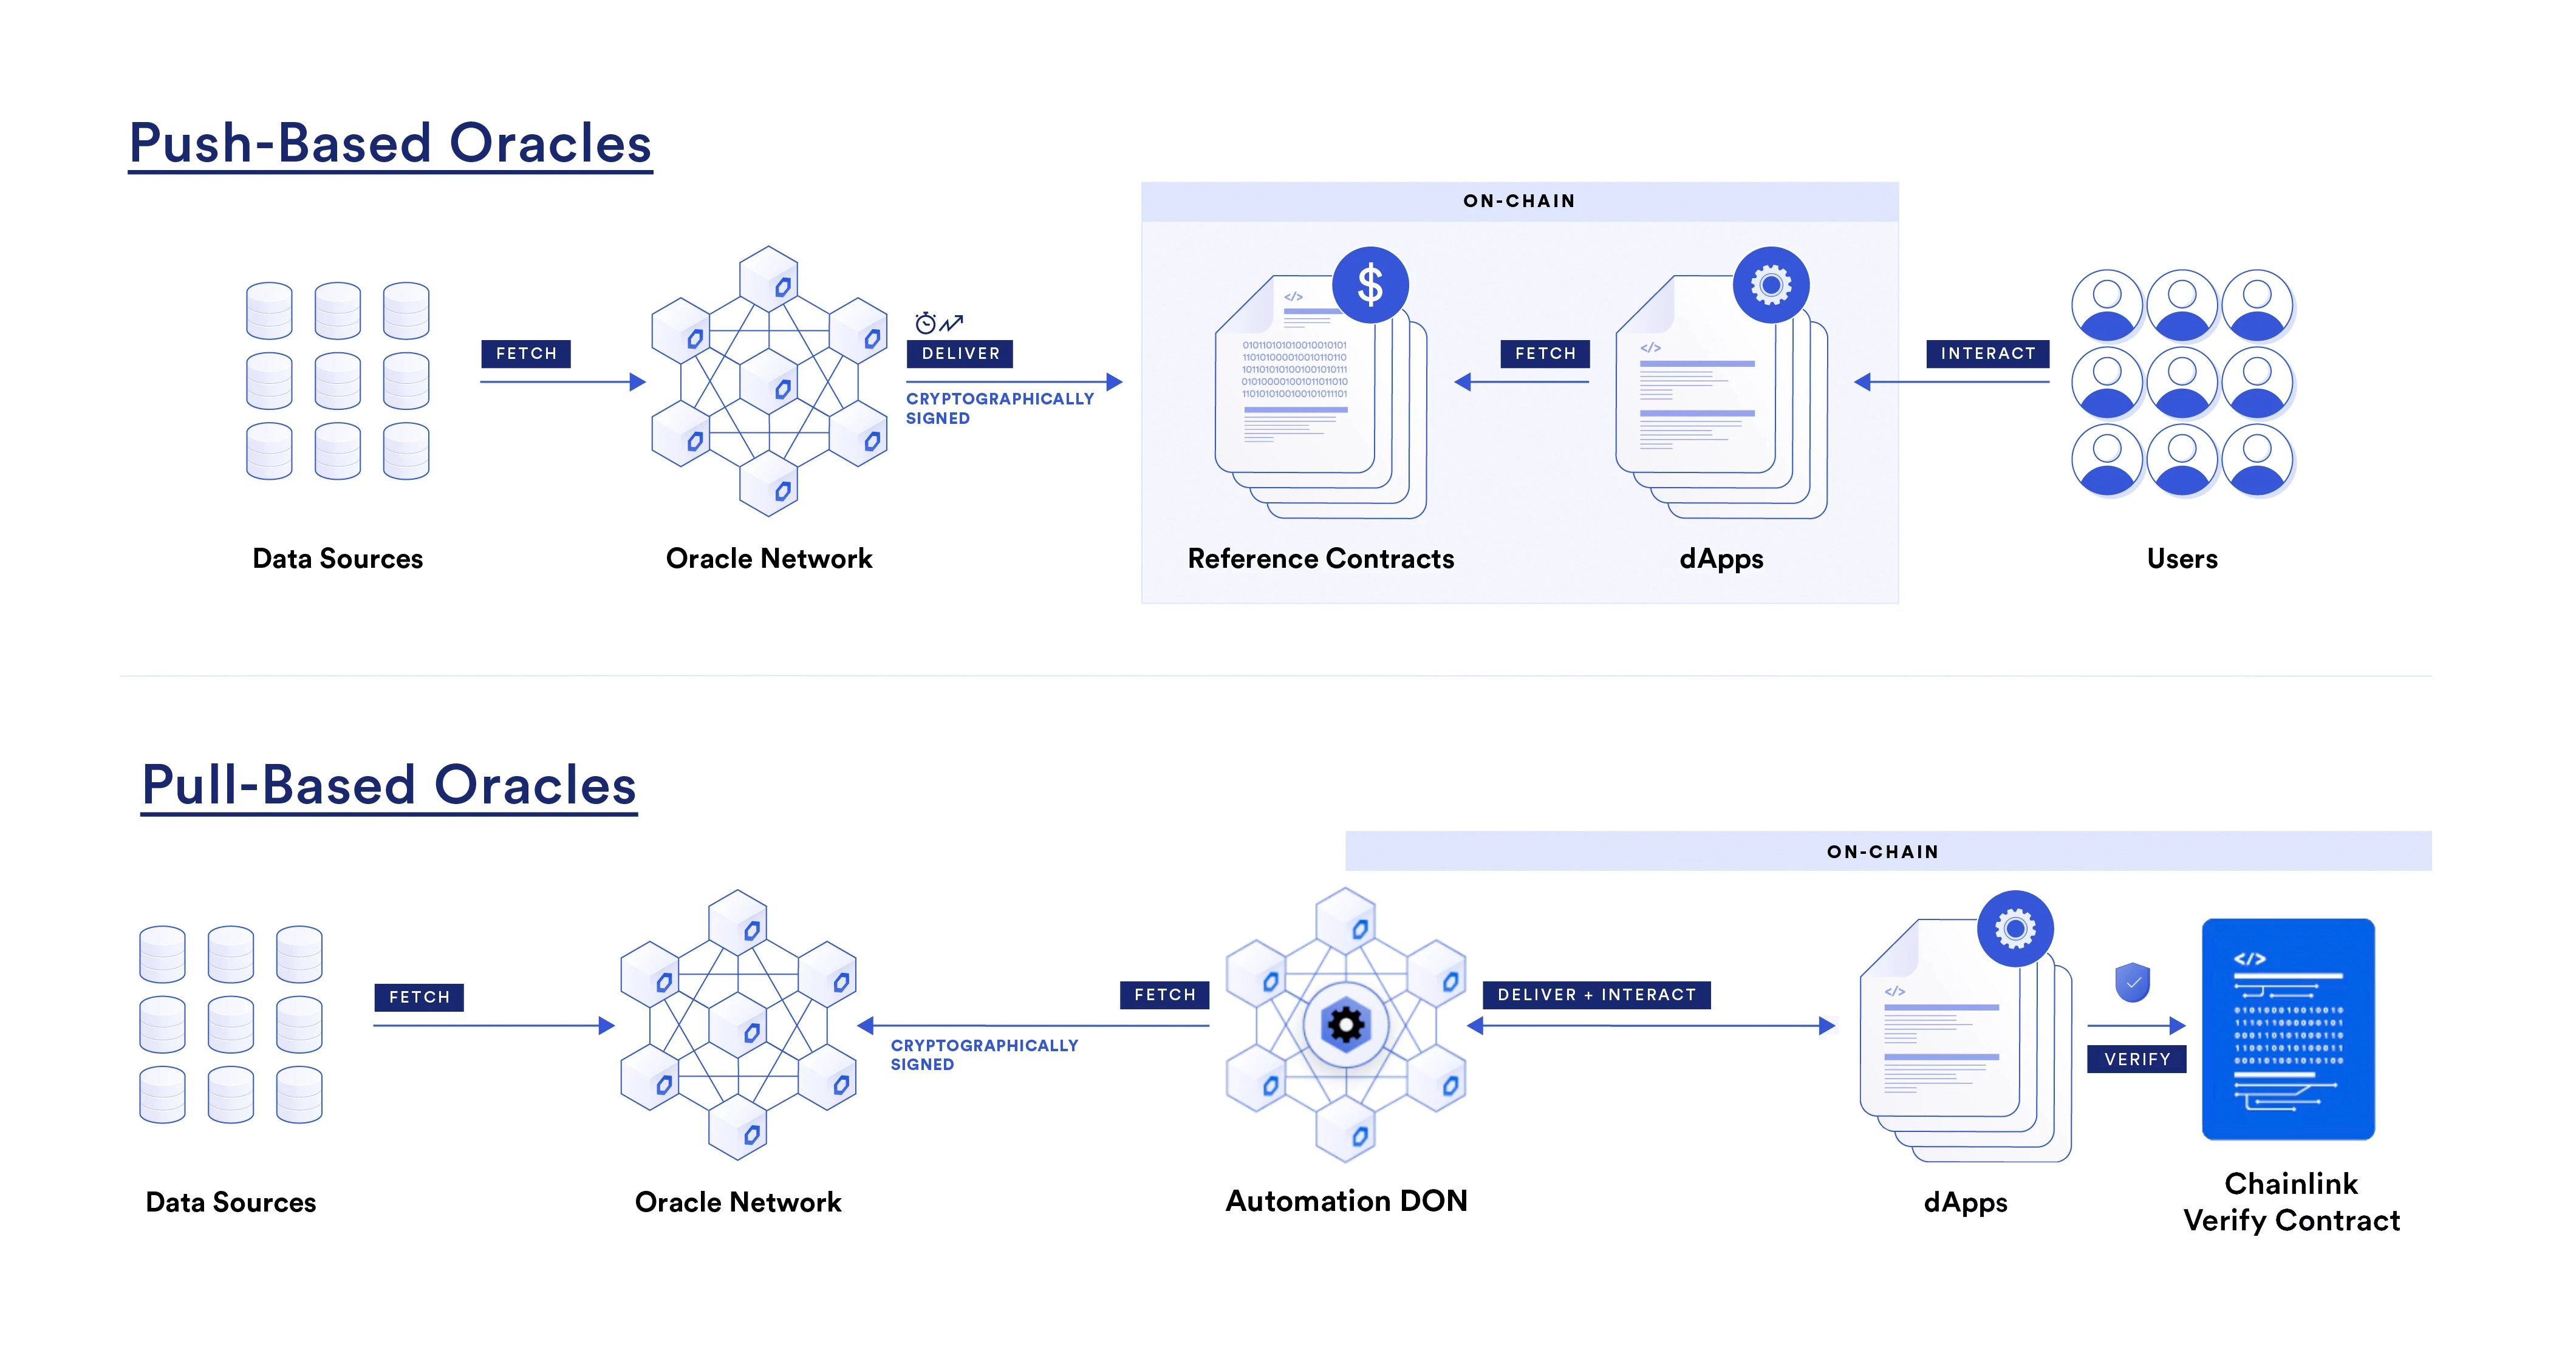 Push-Based Oracles
ON-CHAIN
</>
01011010101010010010101
FETCH
DELIVER
FETCH
INTERACT
CRYPTOGRAPHICALLY
SIGNED
</>
Data Sources
Oracle Network
Reference Contracts
dApps
Users
Pull-Based Oracles
ON-CHAIN
</>
</>
FETCH
FETCH
DELIVER + INTERACT
CRYPTOGRAPHICALLY
SIGNED
VERIFY
Data Sources
Oracle Network
Automation DON
dApps
Chainlink
Verify Contract